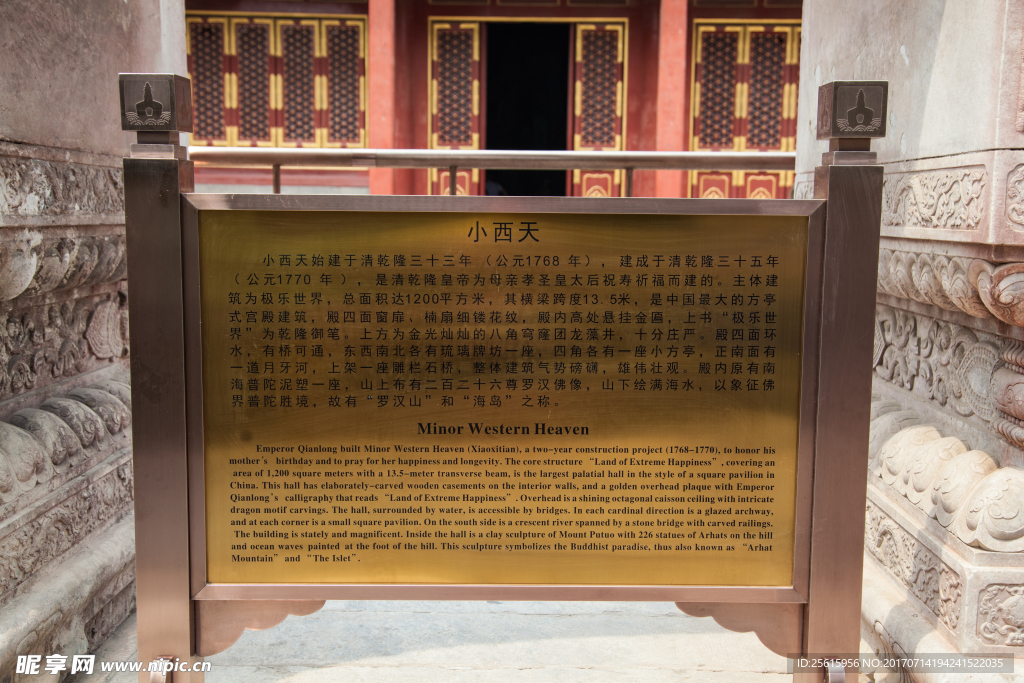 小西天
小西天始建于清乾隆三十三年（公元1768 年），建成于清乾隆三十五年
（公元1770 年），是清乾隆皇帝为母亲孝圣皇太后祝寿祈福而建的。主体建
筑为极乐世界，总面积达1200平方米，其横梁跨度13.5米，是中国最大的方亭
式宫殿建筑，殿四面窗扉、楠扇细镂花纹，殿内高处悬挂金匾，上书“极乐世
界”为乾隆御笔。上方为金光灿灿的八角穹窿团龙藻井，十分庄严。殿四面环
水，有桥可通，东西南北各有琉璃牌坊一座，四角各有一座小方亭，正南面有
一道月牙河，上架一座雕栏石桥，整体建筑气势磅礴，雄伟壮观。殿内原有南
海普陀泥塑一座，山上布有二百二十六尊罗汉佛像，山下绘满海水，以象征佛
界普陀胜境，故有“罗汉山”和“海岛”之称。
Minor Western Heaven
Emperor Qianlong built Minor Western Heaven (Xiaoxitian), a two-year construction project (1768-1770), to honor his
mother's birthday and to pray for her happiness and longevity. The core structure “Land of Extreme Happiness”, covering an
area of 1,200 square meters with a 13.5-meter transverse beam, is the largest palatial hall in the style of a square pavilion in
China. This hall has elaborately-carved wooden casements on the interior walls, and a golden overhead plaque with Emperor
Qianlong's calligraphy that reads “Land of Extreme Happiness”. Overhead is a shining octagonal caisson ceiling with intricate
dragon motif carvings. The hall, surrounded by water, is accessible by bridges. In each cardinal direction is a glazed archway,
and at each corner is a small square pavilion. On the south side is a crescent river spanned by a stone bridge with carved railings.
The building is stately and magnificent. Inside the hall is a clay sculpture of Mount Putuo with 226 statues of Arhats on the hill
and ocean waves painted at the foot of the hill. This sculpture symbolizes the Buddhist paradise, thus also known as “Arhat
Mountain” and “The Islet”.
昵享网 www.nipic.cn
ID:25615956 NO:20170714194241522035